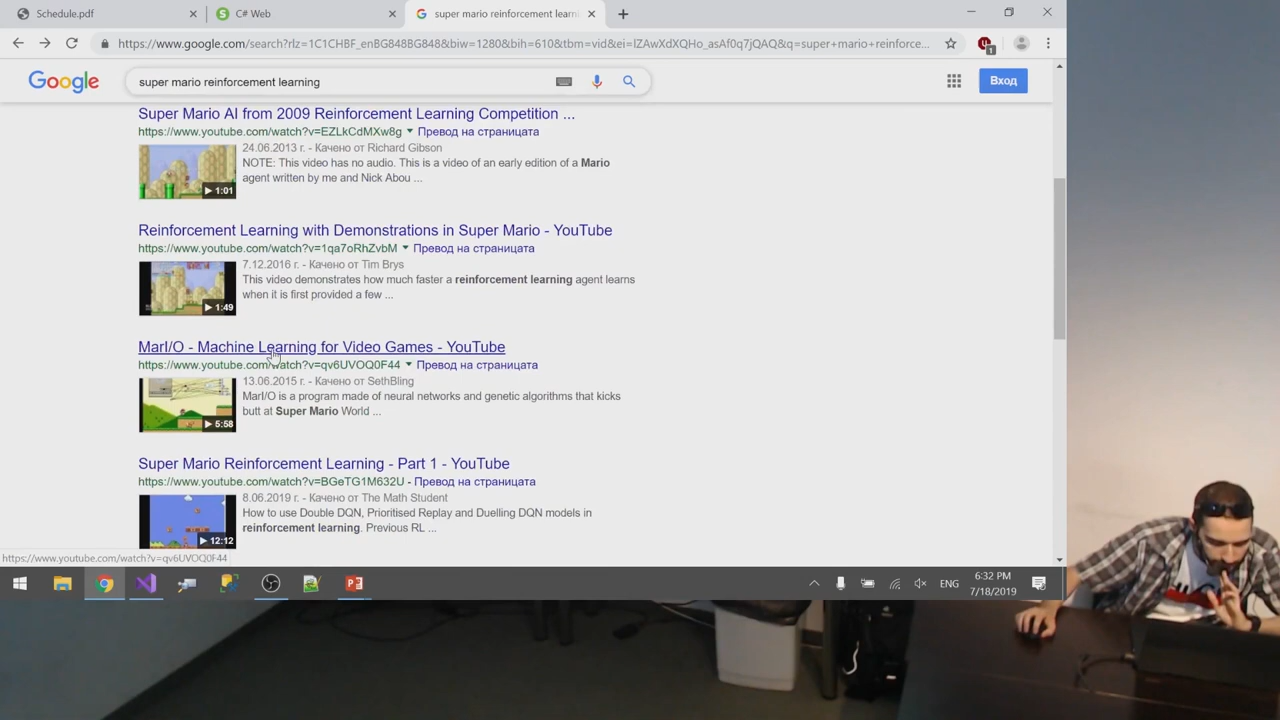 Schedule.pdf
C# Web
super mario reinforcement learni
https://www.google.com/search?rlz=1C1CHBF_enBG848BG848&biw=1280&bih=610&tbm=vid&ei=IZAwXdXQHo_asAf0q7jQAQ&q=super+mario+reinforce...
1
Google
super mario reinforcement learning
Вход
Super Mario AI from 2009 Reinforcement Learning Competition ...
https://www.youtube.com/watch?v=EZLkCdMXw8g
Превод на страницата
24.06.2013 г. - Качено от Richard Gibson
NOTE: This video has no audio. This is a video of an early edition of a Mario
agent written by me and Nick Abou ...
1:01
Reinforcement Learning with Demonstrations in Super Mario - YouTube
https://www.youtube.com/watch?v=1qa7oRhZvbM
Превод на страницата
7.12.2016 г. - Качено от Tim Brys
This video demonstrates how much faster a reinforcement learning agent learns
when it is first provided a few ...
1:49
MarI/O - Machine Learning for Video Games - YouTube
https://www.youtube.com/watch?v=qv6UVOQ0F44
Превод на страницата
13.06.2015 г. - Качено от SethBling
MarI/O is a program made of neural networks and genetic algorithms that kicks
butt at Super Mario World ...
5:58
Super Mario Reinforcement Learning - Part 1 - YouTube
https://www.youtube.com/watch?v=BGeTG1M632U - Превод на страницата
8.06.2019 г. - Качено от The Math Student
How to use Double DQN, Prioritised Replay and Duelling DQN models in
reinforcement learning. Previous RL ...
12:12
https://www.youtube.com/watch?v=qv6UVOQ0F44
ENG
6:32 PM
7/18/2019